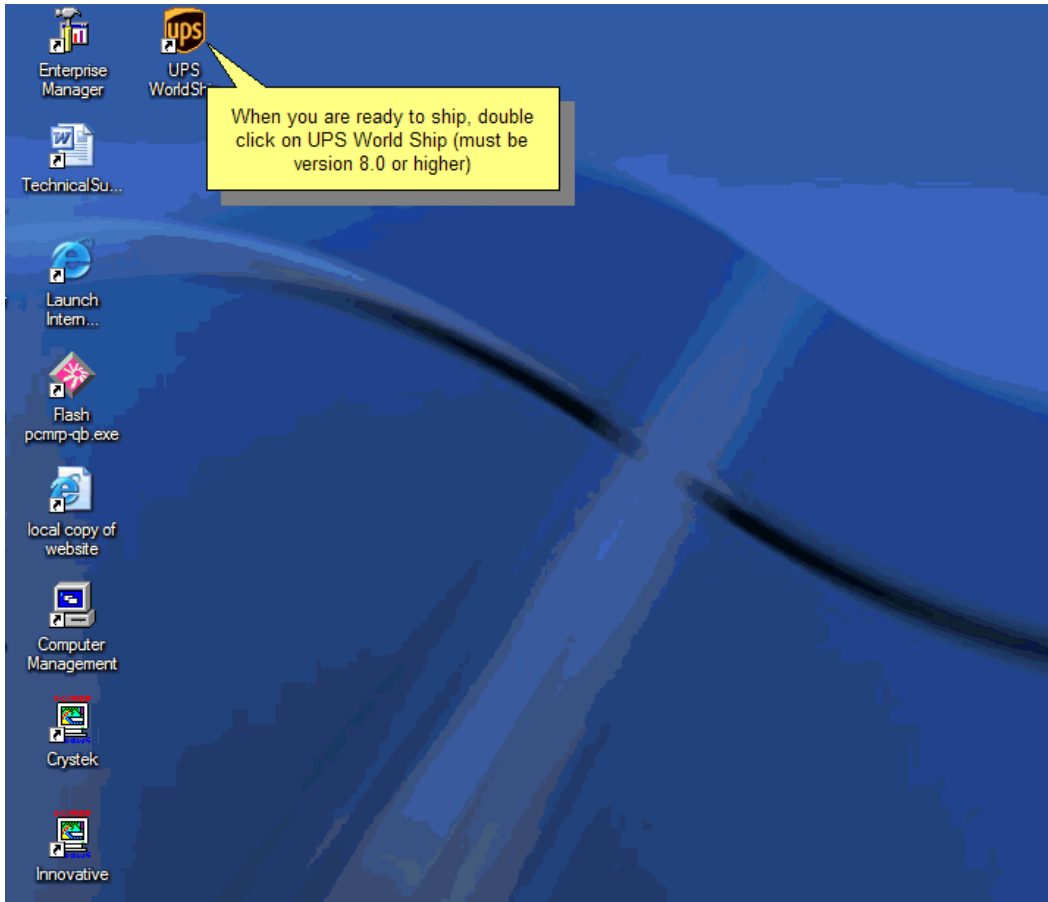 Enterprise
Manager
ups
UPS
WorldShi
When you are ready to ship, double
click on UPS World Ship (must be
version 8.0 or higher)
TechnicalSu...
Launch
Intern...
Flash
pcmrp-qb.exe
local copy of
website
Computer
Management
Crystek
Innovative